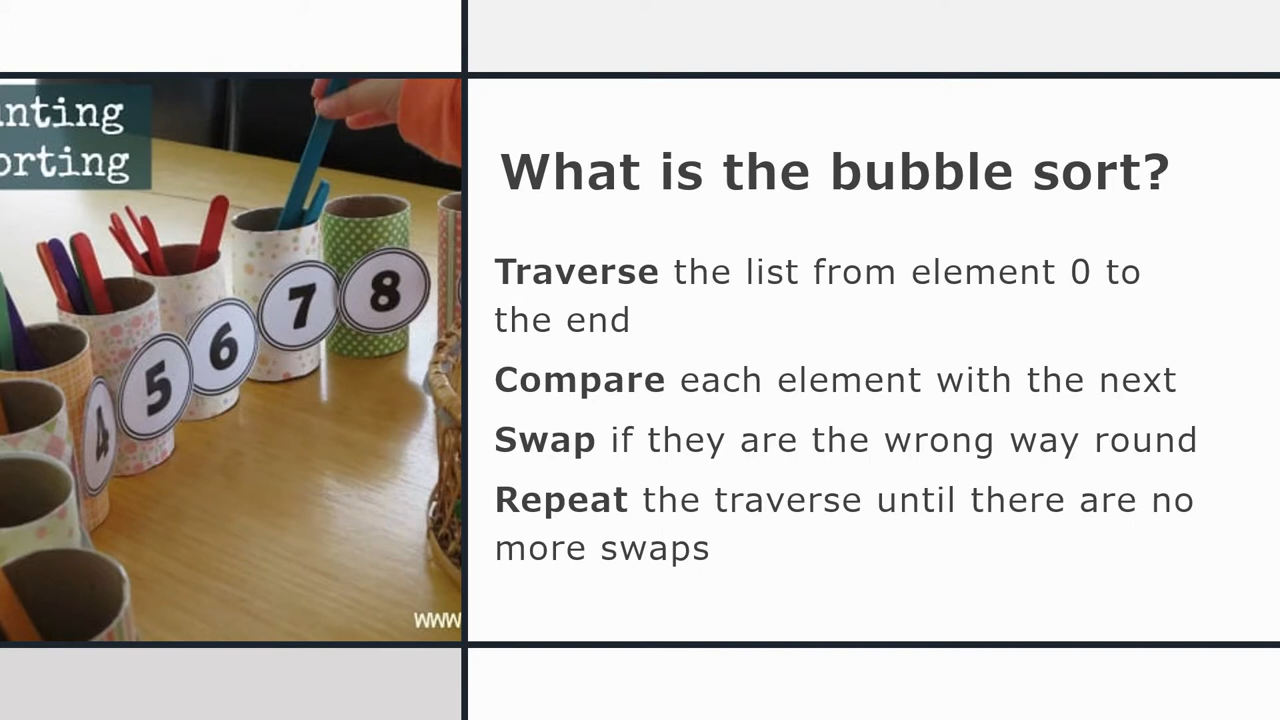 nting
orting
4
5
6
7
8
www
What is the bubble sort?
Traverse the list from element 0 to
the end
Compare each element with the next
Swap if they are the wrong way round
Repeat the traverse until there are no
more swaps